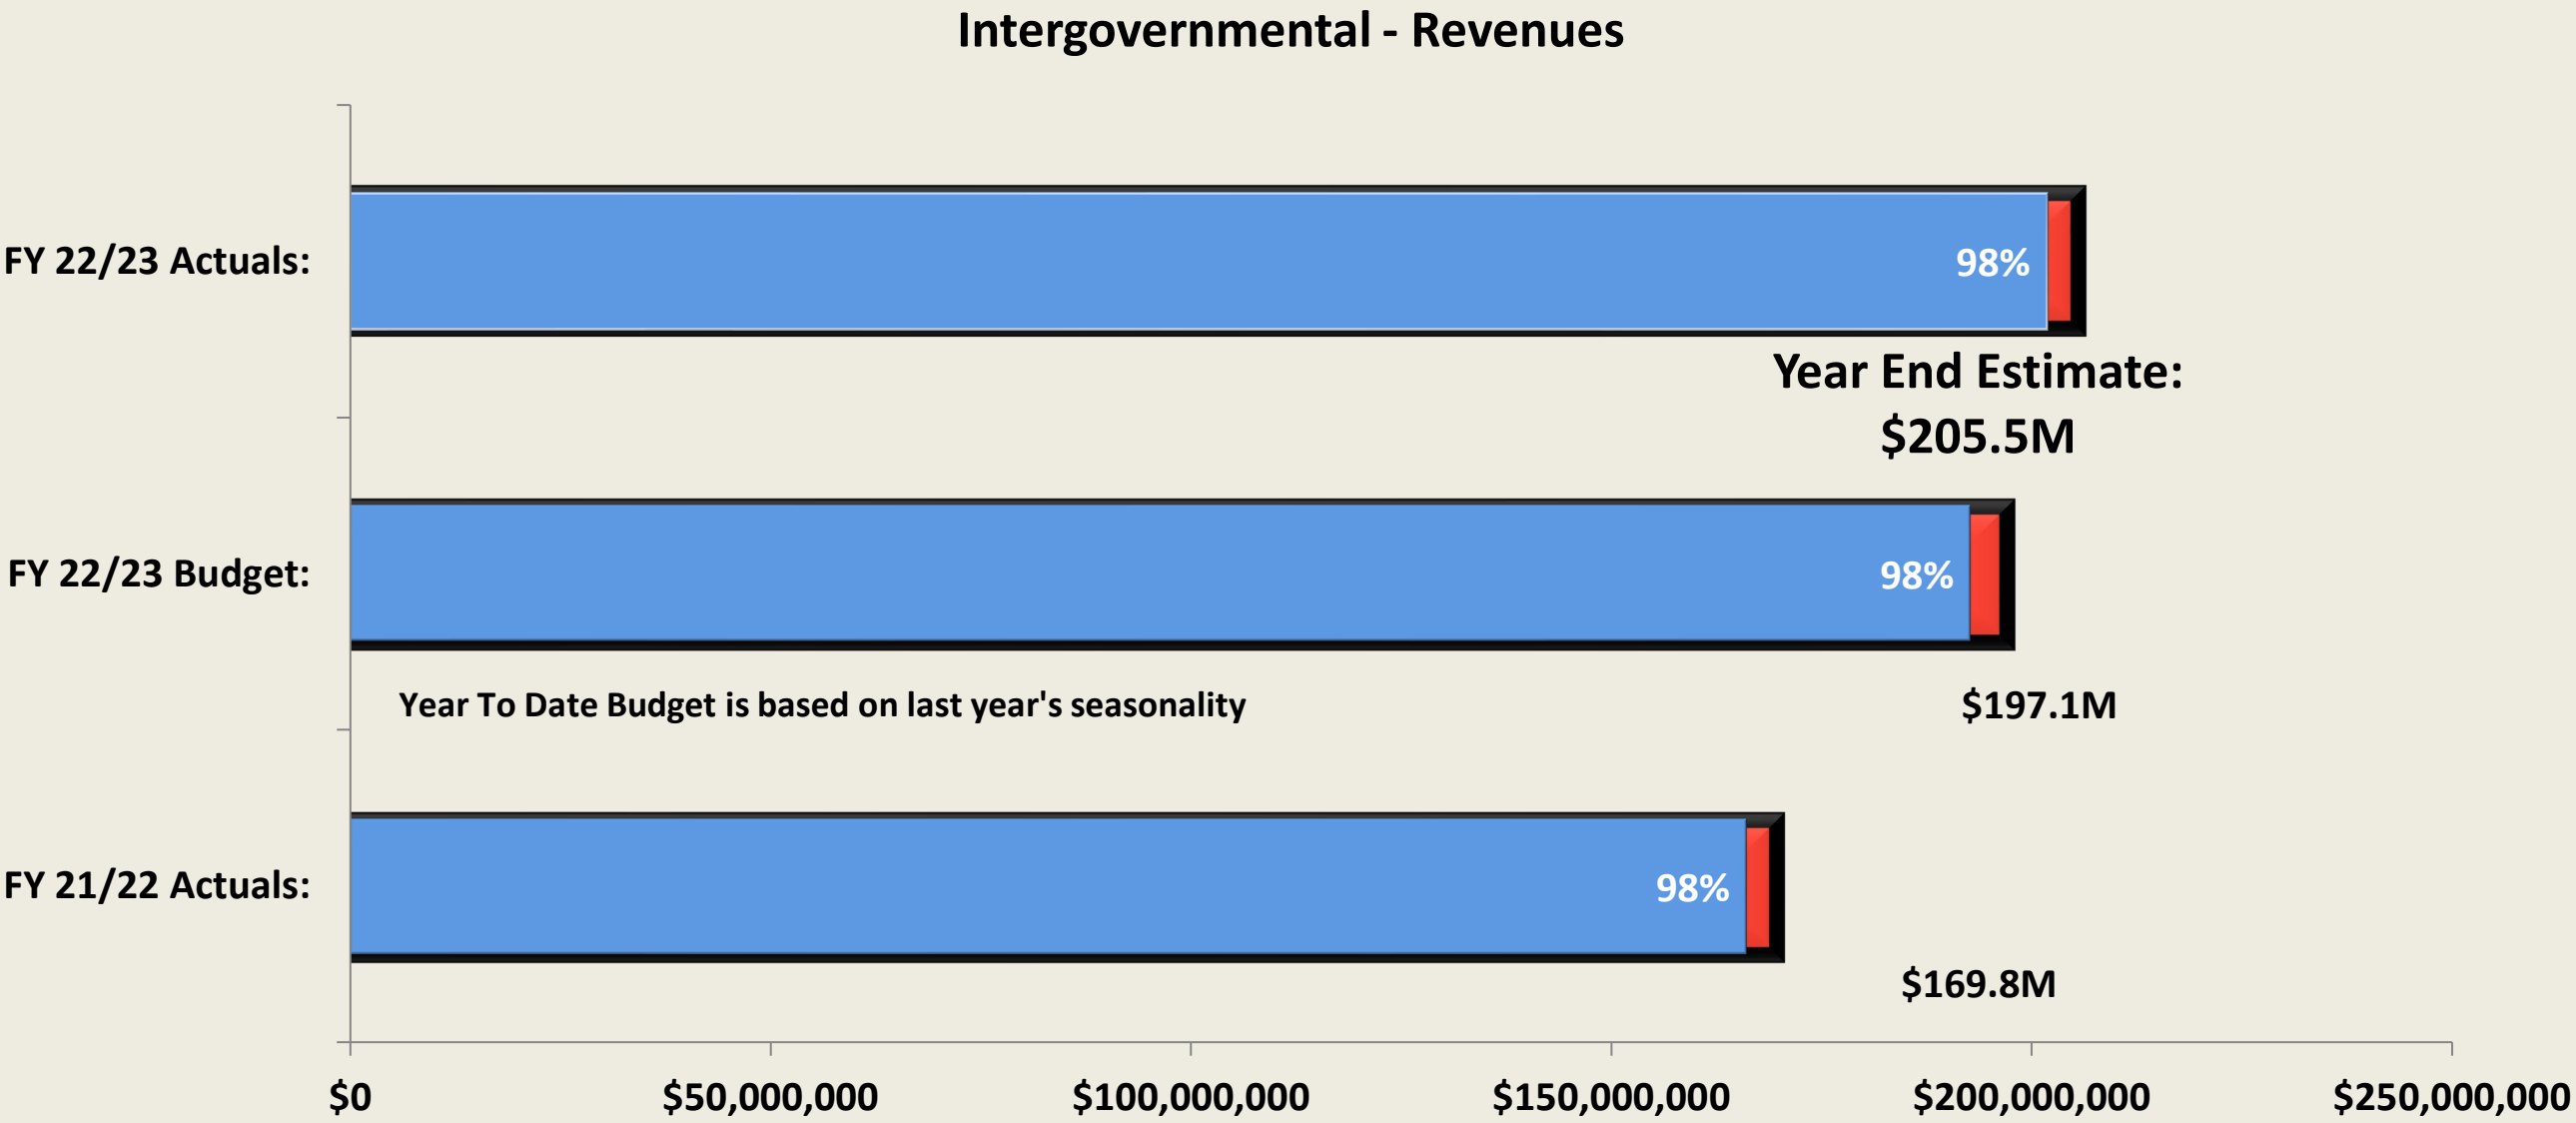 Intergovernmental - Revenues
FY 22/23 Actuals:
98%
Year End Estimate:
$205.5M
FY 22/23 Budget:
98%
Year To Date Budget is based on last year's seasonality
$197.1M
FY 21/22 Actuals:
98%
$169.8M
$0
$50,000,000
$100,000,000
$150,000,000
$200,000,000
$250,000,000